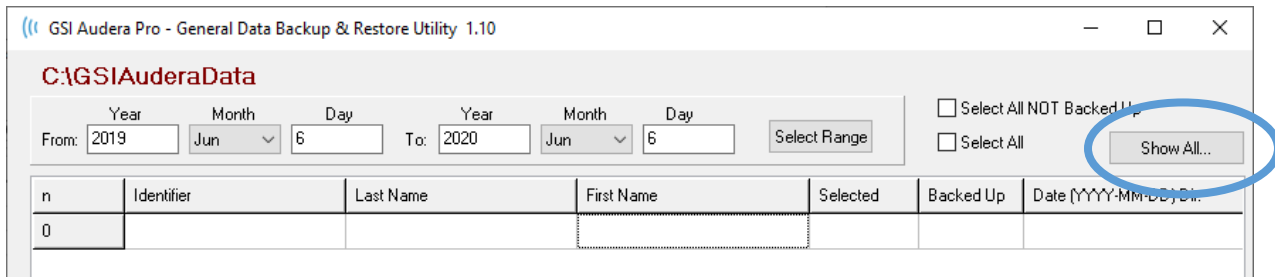 GSI Audera Pro - General Data Backup & Restore Utility 1.10
C:\GSIAuderaData
Year Month Day Year Month Day
From: 2019 Jun 6 To: 2020 Jun 6 Select Range
Select All NOT Backed Up
Select All
Show All...
n Identifier Last Name First Name Selected Backed Up Date (YYYY-MM-DD) Dir.
0